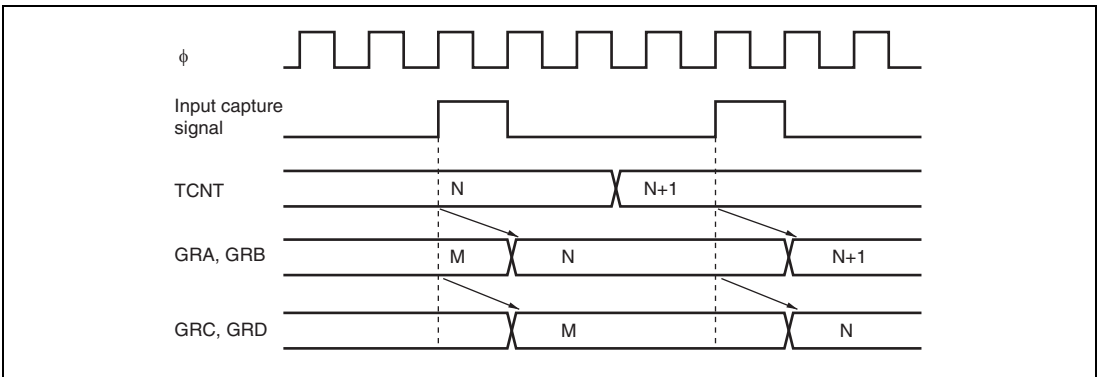 ϕ
Input capture
signal
TCNT N N+1
GRA, GRB M N N+1
GRC, GRD M N